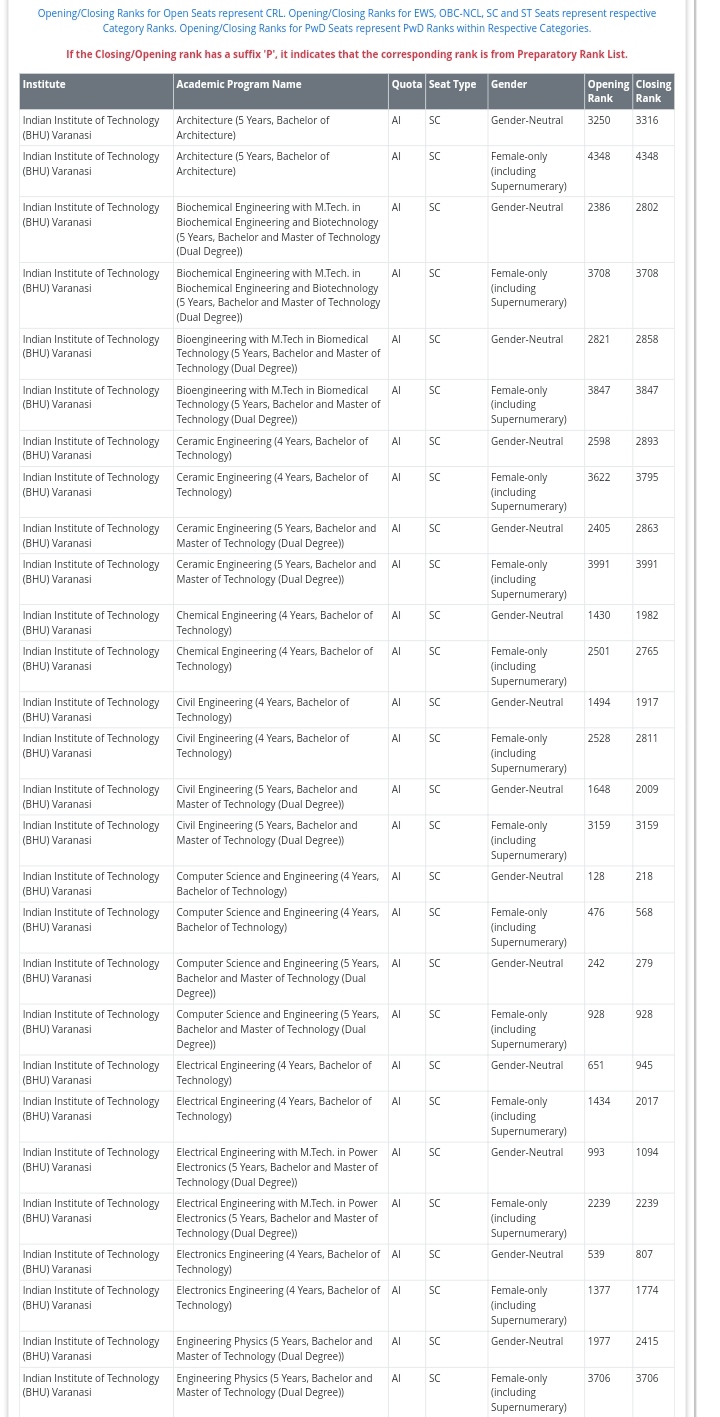 Opening/Closing Ranks for Open Seats represent CRL. Opening/Closing Ranks for EWS, OBC-NCL, SC and ST Seats represent respective
Category Ranks. Opening/Closing Ranks for PwD Seats represent PwD Ranks within Respective Categories.
If the Closing/Opening rank has a suffix 'P', it indicates that the corresponding rank is from Preparatory Rank List.
Institute Academic Program Name Quota Seat Type Gender Opening Closing
Rank Rank
Indian Institute of Technology Architecture (5 Years, Bachelor of AI SC Gender-Neutral 3250 3316
(BHU) Varanasi Architecture)
Indian Institute of Technology Architecture (5 Years, Bachelor of AI SC Female-only 4348 4348
(BHU) Varanasi Architecture) (including
Supernumerary)
Indian Institute of Technology Biochemical Engineering with M.Tech. in AI SC Gender-Neutral 2386 2802
(BHU) Varanasi Biochemical Engineering and Biotechnology
(5 Years, Bachelor and Master of Technology
(Dual Degree))
Indian Institute of Technology Biochemical Engineering with M.Tech. in AI SC Female-only 3708 3708
(BHU) Varanasi Biochemical Engineering and Biotechnology (including
(5 Years, Bachelor and Master of Technology Supernumerary)
(Dual Degree))
Indian Institute of Technology Bioengineering with M.Tech in Biomedical AI SC Gender-Neutral 2821 2858
(BHU) Varanasi Technology (5 Years, Bachelor and Master of
Technology (Dual Degree))
Indian Institute of Technology Bioengineering with M.Tech in Biomedical AI SC Female-only 3847 3847
(BHU) Varanasi Technology (5 Years, Bachelor and Master of (including
Technology (Dual Degree)) Supernumerary)
Indian Institute of Technology Ceramic Engineering (4 Years, Bachelor of AI SC Gender-Neutral 2598 2893
(BHU) Varanasi Technology)
Indian Institute of Technology Ceramic Engineering (4 Years, Bachelor of AI SC Female-only 3622 3795
(BHU) Varanasi Technology) (including
Supernumerary)
Indian Institute of Technology Ceramic Engineering (5 Years, Bachelor and AI SC Gender-Neutral 2405 2863
(BHU) Varanasi Master of Technology (Dual Degree))
Indian Institute of Technology Ceramic Engineering (5 Years, Bachelor and AI SC Female-only 3991 3991
(BHU) Varanasi Master of Technology (Dual Degree)) (including
Supernumerary)
Indian Institute of Technology Chemical Engineering (4 Years, Bachelor of AI SC Gender-Neutral 1430 1982
(BHU) Varanasi Technology)
Indian Institute of Technology Chemical Engineering (4 Years, Bachelor of AI SC Female-only 2501 2765
(BHU) Varanasi Technology) (including
Supernumerary)
Indian Institute of Technology Civil Engineering (4 Years, Bachelor of AI SC Gender-Neutral 1494 1917
(BHU) Varanasi Technology)
Indian Institute of Technology Civil Engineering (4 Years, Bachelor of AI SC Female-only 2528 2811
(BHU) Varanasi Technology) (including
Supernumerary)
Indian Institute of Technology Civil Engineering (5 Years, Bachelor and AI SC Gender-Neutral 1648 2009
(BHU) Varanasi Master of Technology (Dual Degree))
Indian Institute of Technology Civil Engineering (5 Years, Bachelor and AI SC Female-only 3159 3159
(BHU) Varanasi Master of Technology (Dual Degree)) (including
Supernumerary)
Indian Institute of Technology Computer Science and Engineering (4 Years, AI SC Gender-Neutral 128 218
(BHU) Varanasi Bachelor of Technology)
Indian Institute of Technology Computer Science and Engineering (4 Years, AI SC Female-only 476 568
(BHU) Varanasi Bachelor of Technology) (including
Supernumerary)
Indian Institute of Technology Computer Science and Engineering (5 Years, AI SC Gender-Neutral 242 279
(BHU) Varanasi Bachelor and Master of Technology (Dual
Degree))
Indian Institute of Technology Computer Science and Engineering (5 Years, AI SC Female-only 928 928
(BHU) Varanasi Bachelor and Master of Technology (Dual (including
Degree)) Supernumerary)
Indian Institute of Technology Electrical Engineering (4 Years, Bachelor of AI SC Gender-Neutral 651 945
(BHU) Varanasi Technology)
Indian Institute of Technology Electrical Engineering (4 Years, Bachelor of AI SC Female-only 1434 2017
(BHU) Varanasi Technology) (including
Supernumerary)
Indian Institute of Technology Electrical Engineering with M.Tech. in Power AI SC Gender-Neutral 993 1094
(BHU) Varanasi Electronics (5 Years, Bachelor and Master of
Technology (Dual Degree))
Indian Institute of Technology Electrical Engineering with M.Tech. in Power AI SC Female-only 2239 2239
(BHU) Varanasi Electronics (5 Years, Bachelor and Master of (including
Technology (Dual Degree)) Supernumerary)
Indian Institute of Technology Electronics Engineering (4 Years, Bachelor of AI SC Gender-Neutral 539 807
(BHU) Varanasi Technology)
Indian Institute of Technology Electronics Engineering (4 Years, Bachelor of AI SC Female-only 1377 1774
(BHU) Varanasi Technology) (including
Supernumerary)
Indian Institute of Technology Engineering Physics (5 Years, Bachelor and AI SC Gender-Neutral 1977 2415
(BHU) Varanasi Master of Technology (Dual Degree))
Indian Institute of Technology Engineering Physics (5 Years, Bachelor and AI SC Female-only 3706 3706
(BHU) Varanasi Master of Technology (Dual Degree)) (including
Supernumerary)